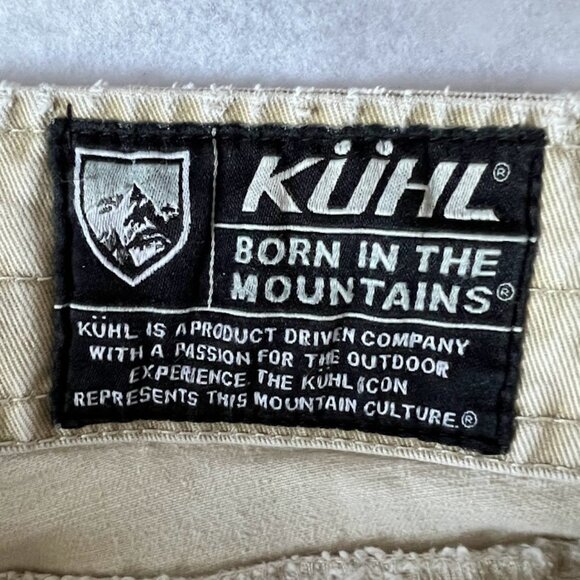 KÜHL®
BORN IN THE
MOUNTAINS®
KÜHL IS A PRODUCT DRIVEN COMPANY
WITH A PASSION FOR THE OUTDOOR
EXPERIENCE. THE KÜHL ICON
REPRESENTS THIS MOUNTAIN CULTURE.®